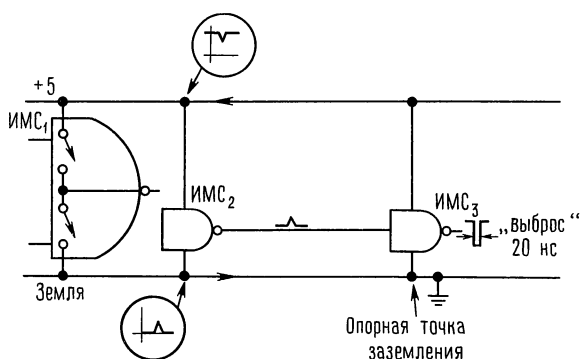 +5
ИМС1
ИМС2
ИМС3
„выброс“
20 нс
Земля
Опорная точка
заземления